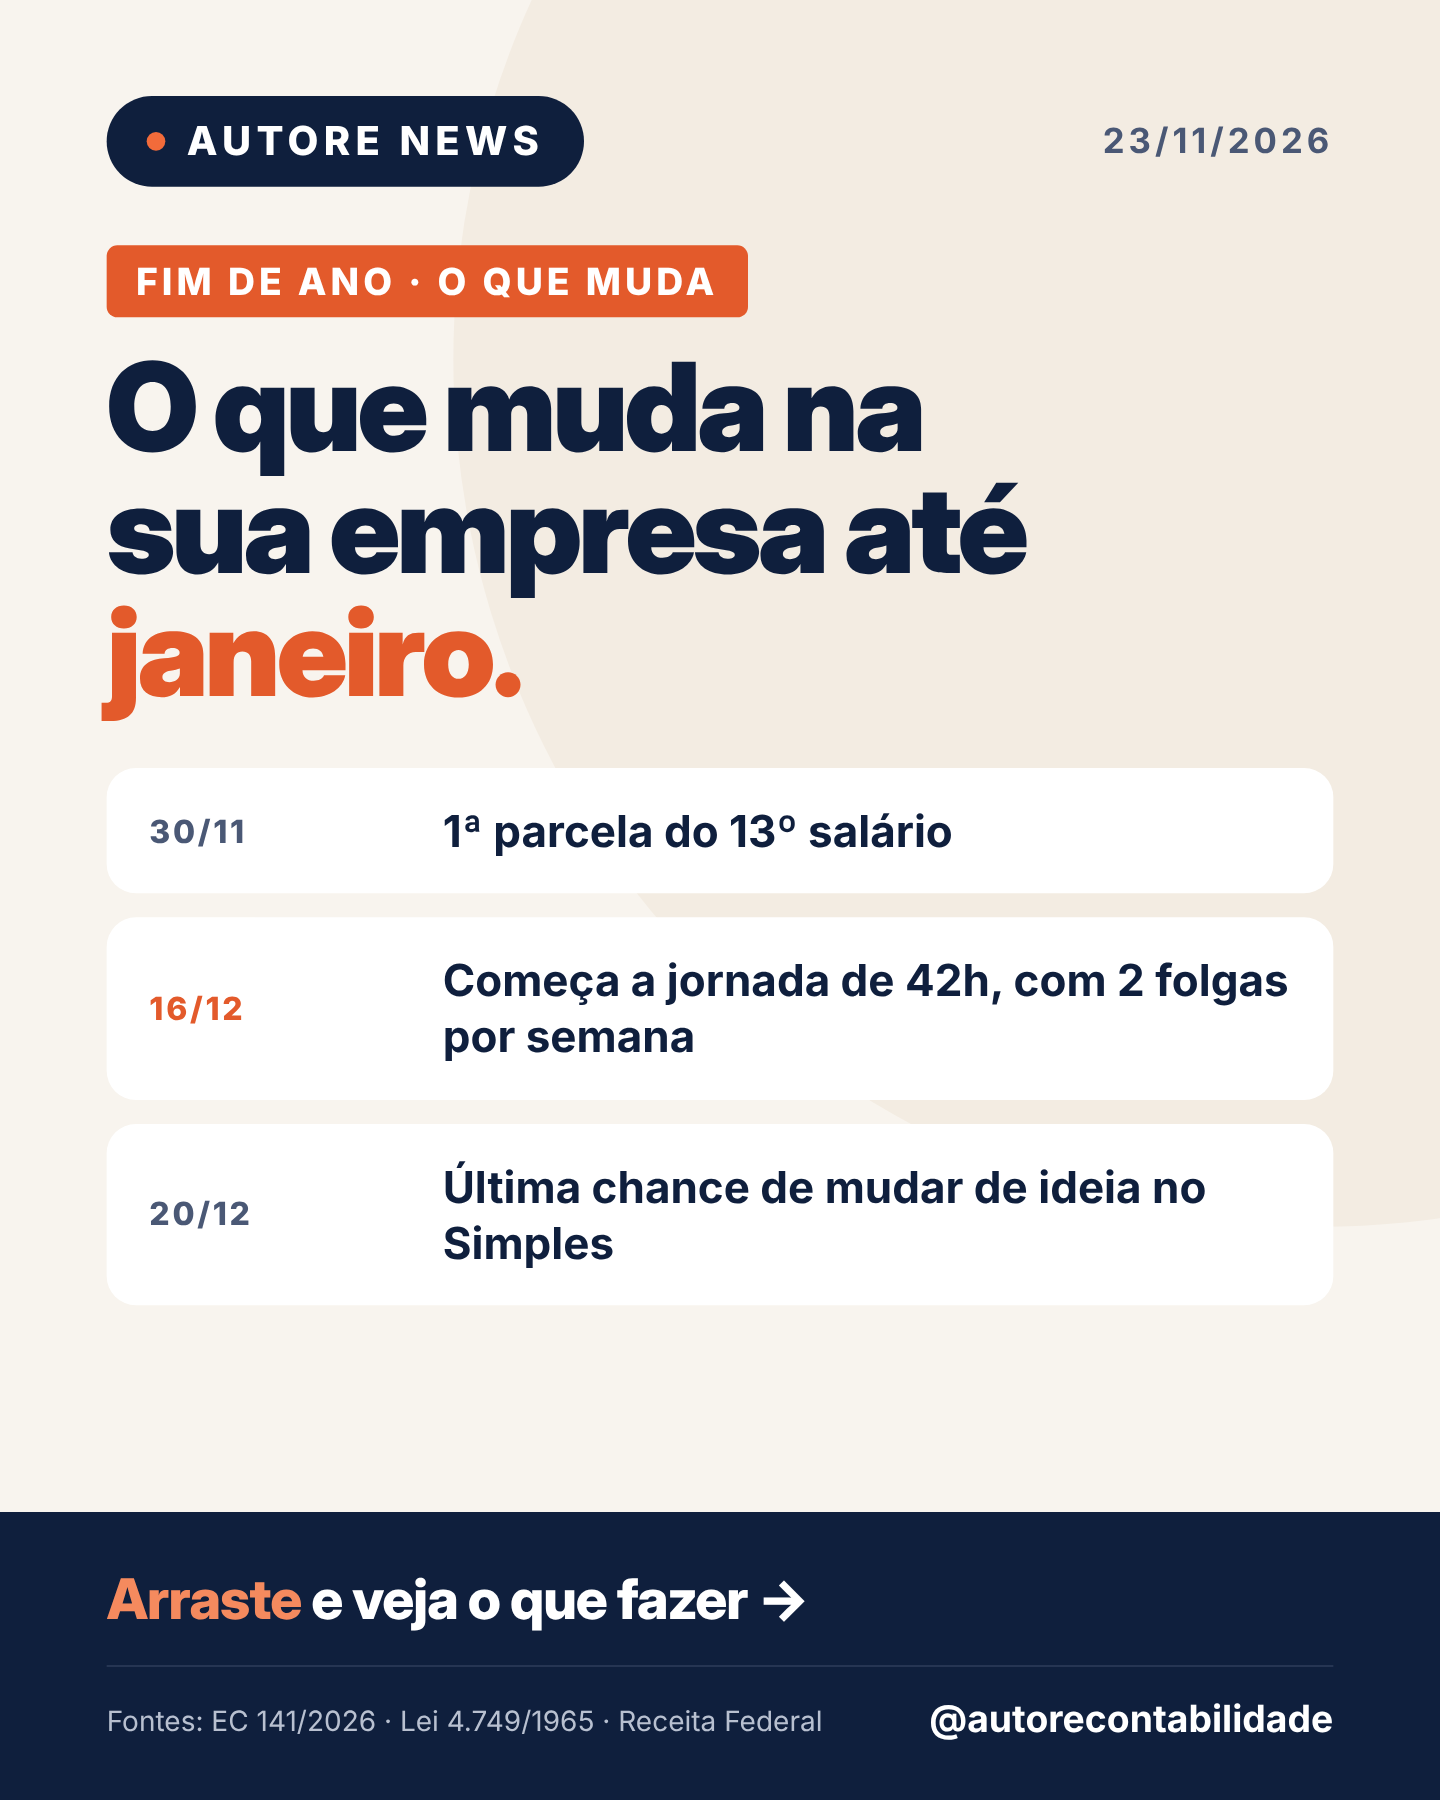 AUTORE NEWS
23/11/2026
FIM DE ANO · O QUE MUDA
O que muda na
sua empresa até
janeiro.
30/11
1ª parcela do 13º salário
16/12
Começa a jornada de 42h, com 2 folgas
por semana
20/12
Última chance de mudar de ideia no
Simples
Arraste e veja o que fazer →
Fontes: EC 141/2026 · Lei 4.749/1965 · Receita Federal
@autorecontabilidade